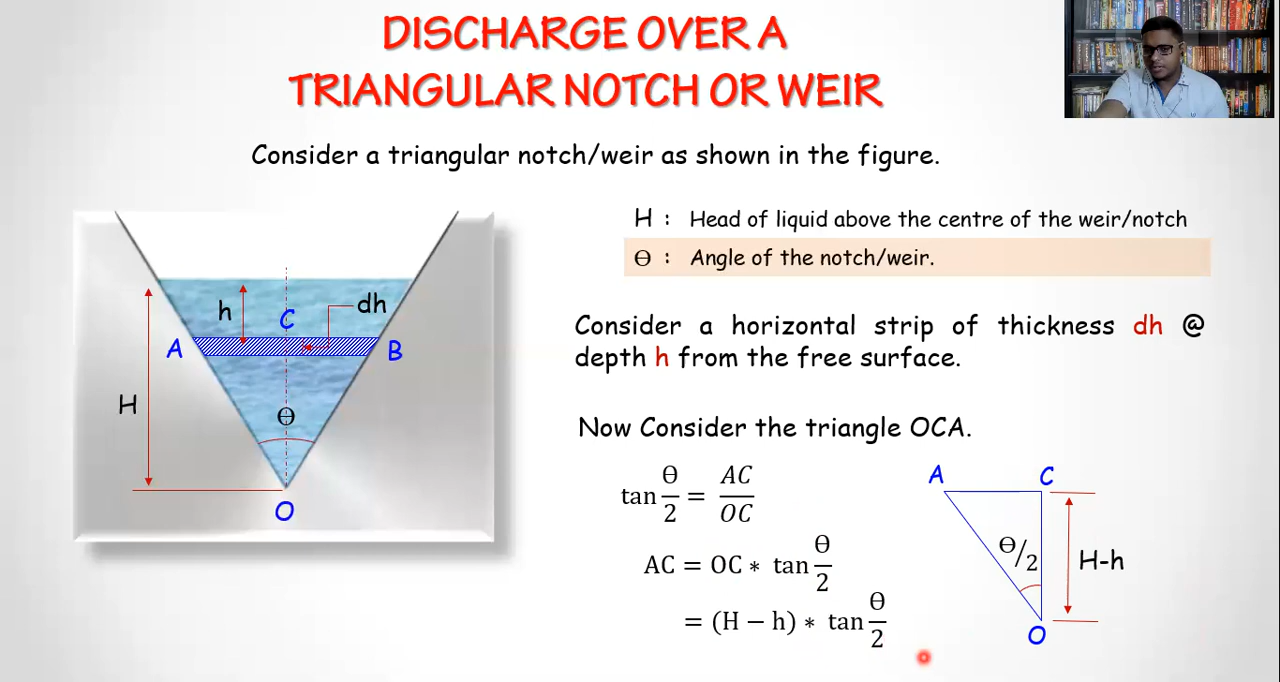 DISCHARGE OVER A
TRIANGULAR NOTCH OR WEIR
Consider a triangular notch/weir as shown in the figure.
H : Head of liquid above the centre of the weir/notch
Ө : Angle of the notch/weir.
h
C
dh
A
B
H
Ө
O
Consider a horizontal strip of thickness dh @
depth h from the free surface.
Now Consider the triangle OCA.
tan Ө/2 = AC/OC
AC = OC ∗ tan Ө/2
= (H − h) ∗ tan Ө/2
A
C
Ө/2
H-h
O